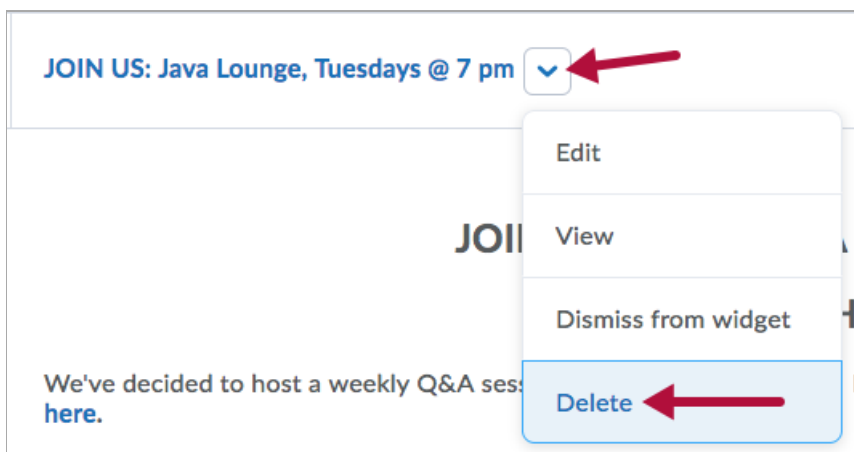 JOIN US: Java Lounge, Tuesdays @ 7 pm
Edit
View
Dismiss from widget
Delete
We've decided to host a weekly Q&A
here.